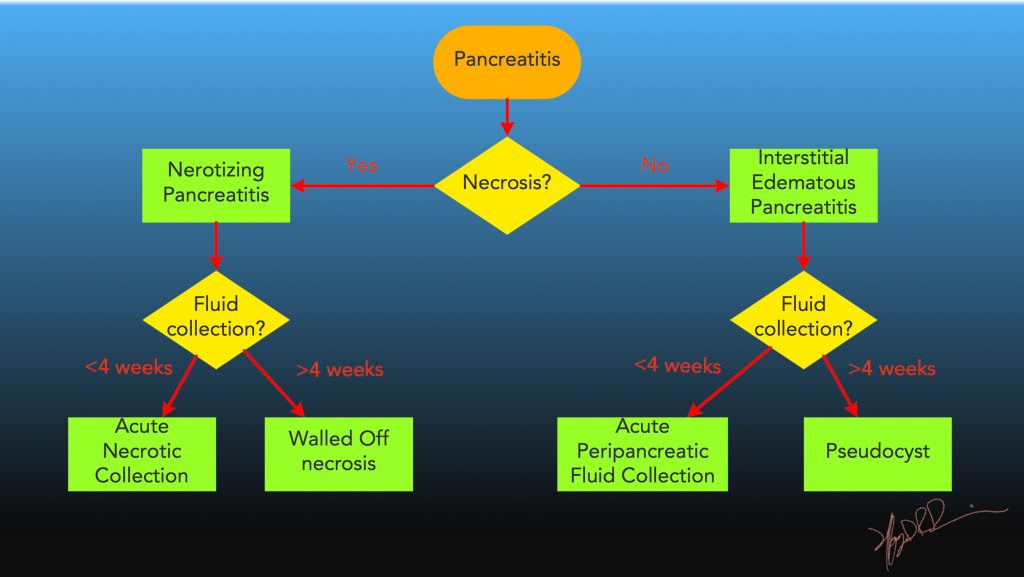 Pancreatitis
Necrosis?
Yes
No
Nerotizing
Pancreatitis
Interstitial
Edematous
Pancreatitis
Fluid
collection?
Fluid
collection?
<4 weeks
>4 weeks
<4 weeks
>4 weeks
Acute
Necrotic
Collection
Walled Off
necrosis
Acute
Peripancreatic
Fluid Collection
Pseudocyst